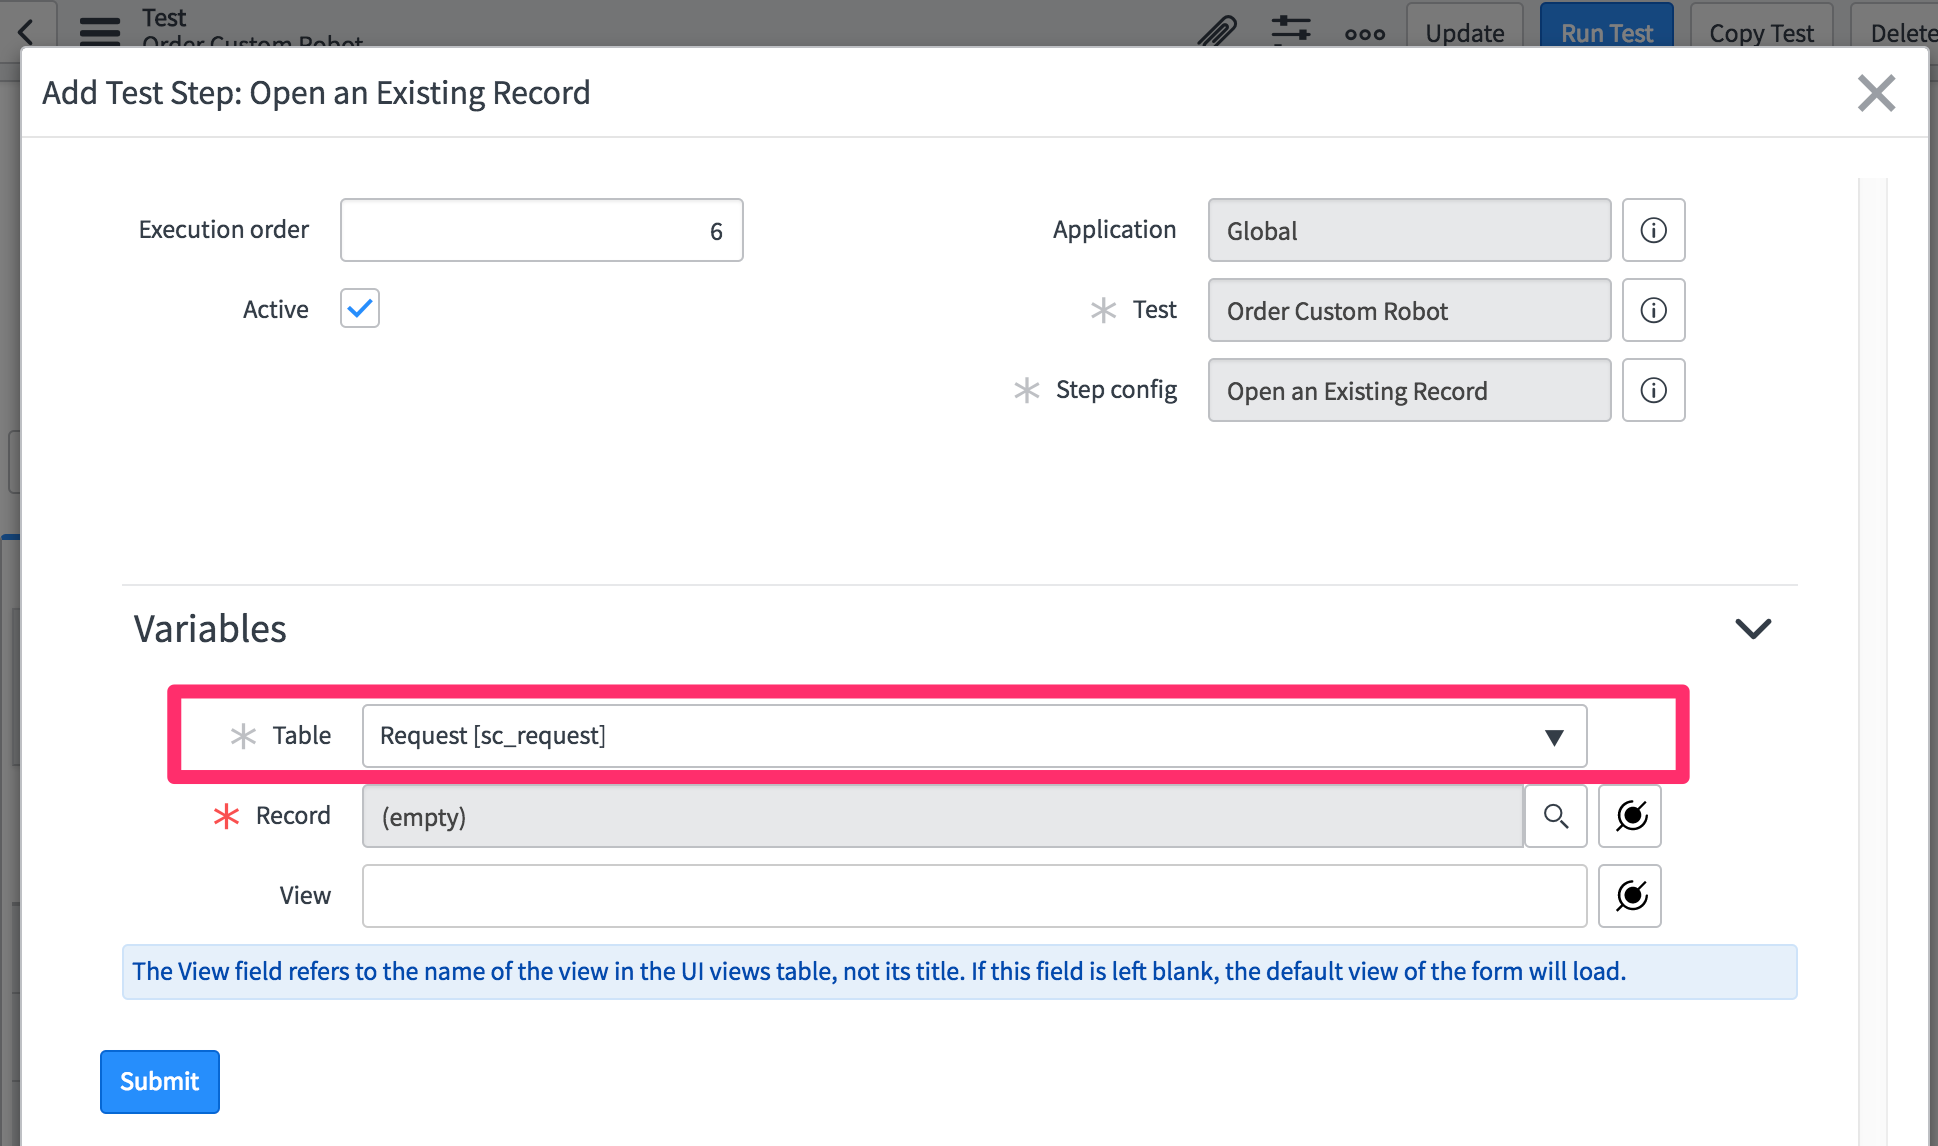 Test
Order Custom Robot
Update
Run Test
Copy Test
Delete
Add Test Step: Open an Existing Record
Execution order
6
Application
Global
Active
Test
Order Custom Robot
Step config
Open an Existing Record
Variables
Table
Request [sc_request]
Record
(empty)
View
The View field refers to the name of the view in the UI views table, not its title. If this field is left blank, the default view of the form will load.
Submit